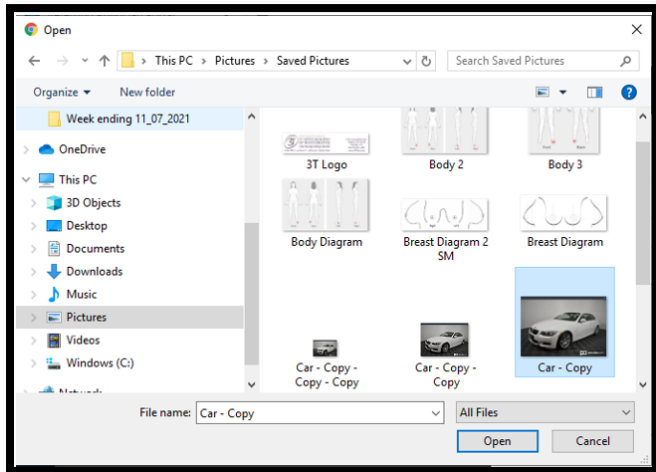 Open
This PC > Pictures > Saved Pictures
Search Saved Pictures
Organize
New folder
Week ending 11_07_2021
OneDrive
This PC
3D Objects
Desktop
Documents
Downloads
Music
Pictures
Videos
Windows (C:)
3T Logo
Body 2
Body 3
Body Diagram
Breast Diagram 2
SM
Breast Diagram
Car - Copy -
Copy - Copy
Car - Copy -
Copy
Car - Copy
File name:
Car - Copy
All Files
Open
Cancel